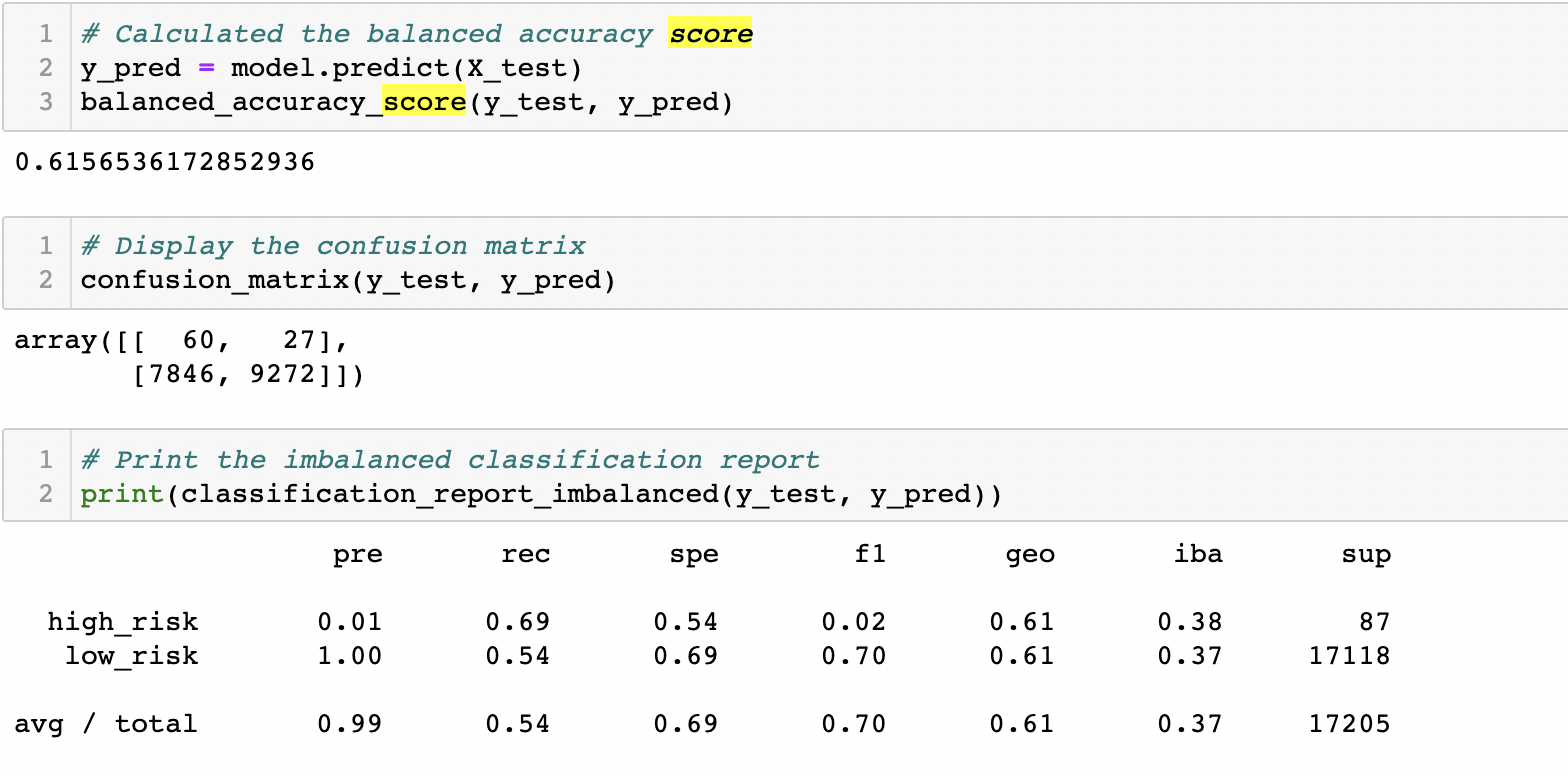 1 # Calculated the balanced accuracy score
2 y_pred = model.predict(X_test)
3 balanced_accuracy_score(y_test, y_pred)
0.6156536172852936
1 # Display the confusion matrix
2 confusion_matrix(y_test, y_pred)
array([[  60,   27],
       [7846, 9272]])
1 # Print the imbalanced classification report
2 print(classification_report_imbalanced(y_test, y_pred))
pre rec spe f1 geo iba sup
high_risk 0.01 0.69 0.54 0.02 0.61 0.38 87
low_risk 1.00 0.54 0.69 0.70 0.61 0.37 17118
avg / total 0.99 0.54 0.69 0.70 0.61 0.37 17205